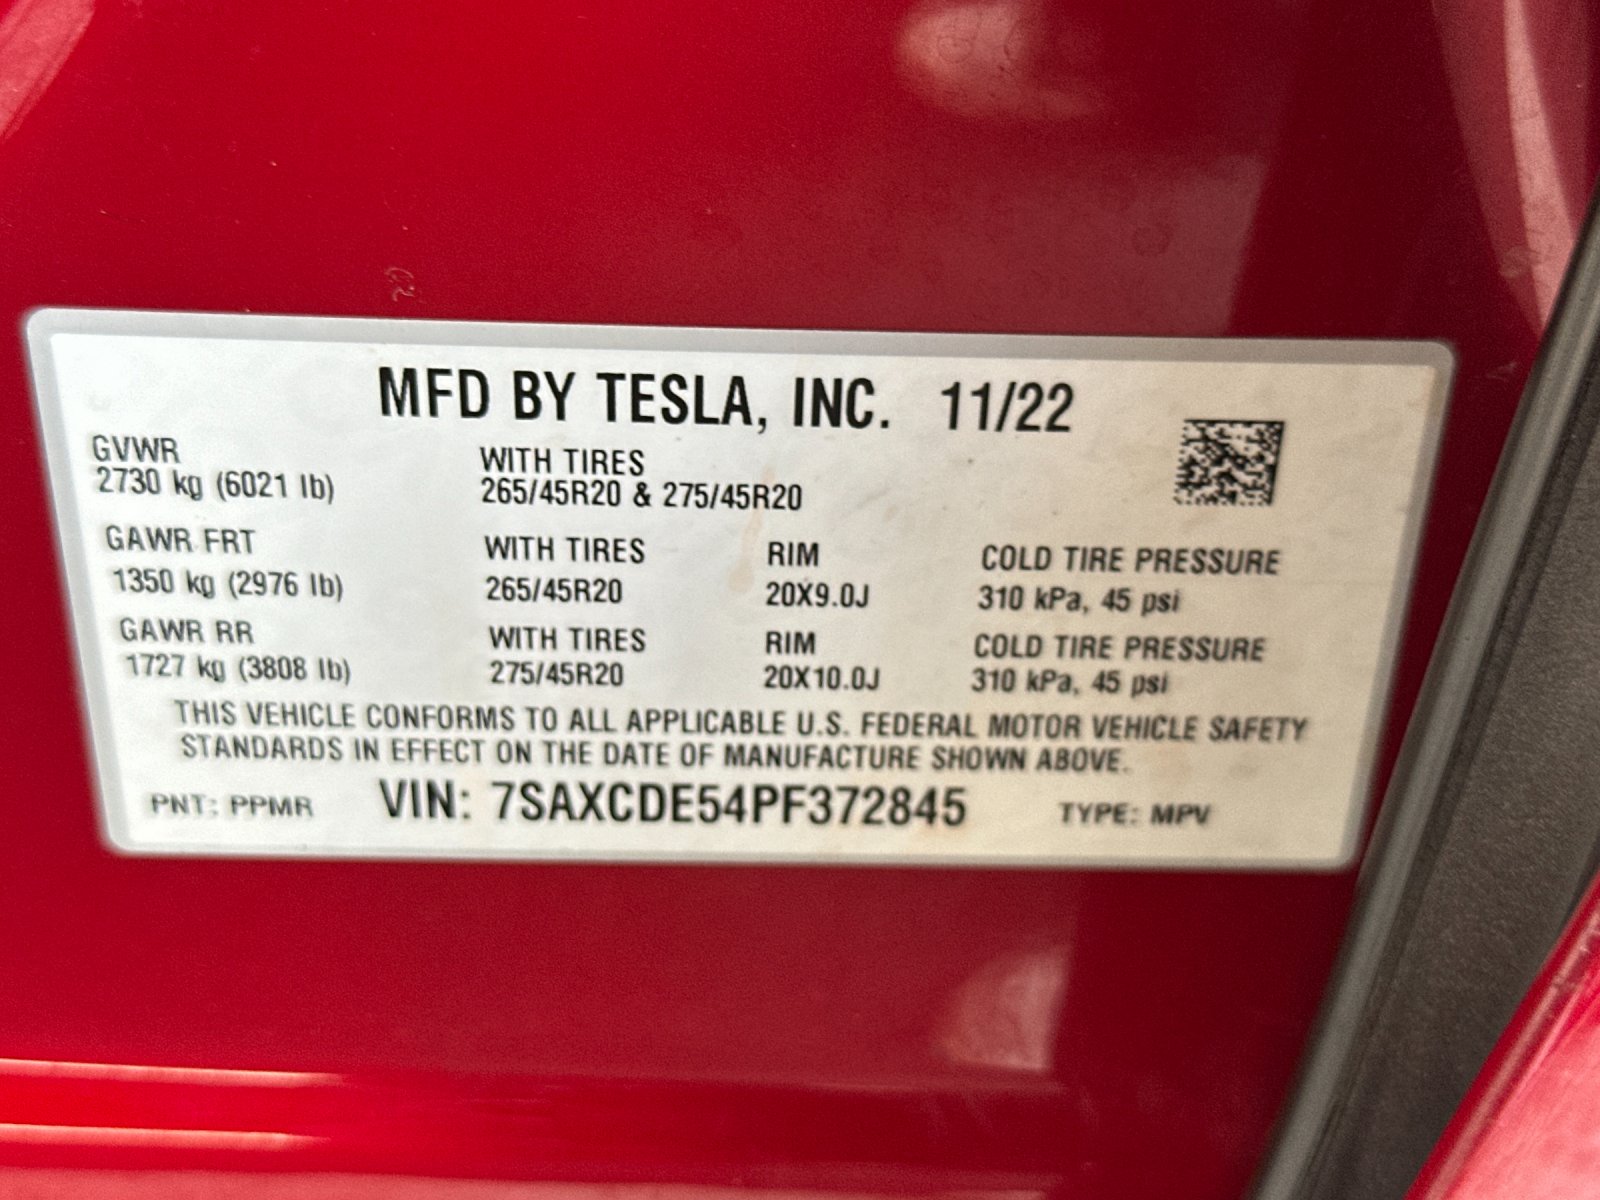 MFD BY TESLA, INC. 11/22
GVWR
2730 kg (6021 lb)
WITH TIRES
265/45R20 & 275/45R20
GAWR FRT
1350 kg (2976 lb)
WITH TIRES
265/45R20
RIM
20X9.0J
COLD TIRE PRESSURE
310 kPa, 45 psi
GAWR RR
1727 kg (3808 lb)
WITH TIRES
275/45R20
RIM
20X10.0J
COLD TIRE PRESSURE
310 kPa, 45 psi
THIS VEHICLE CONFORMS TO ALL APPLICABLE U.S. FEDERAL MOTOR VEHICLE SAFETY
STANDARDS IN EFFECT ON THE DATE OF MANUFACTURE SHOWN ABOVE.
PNT: PPMR VIN: 7SAXCDE54PF372845 TYPE: MPV